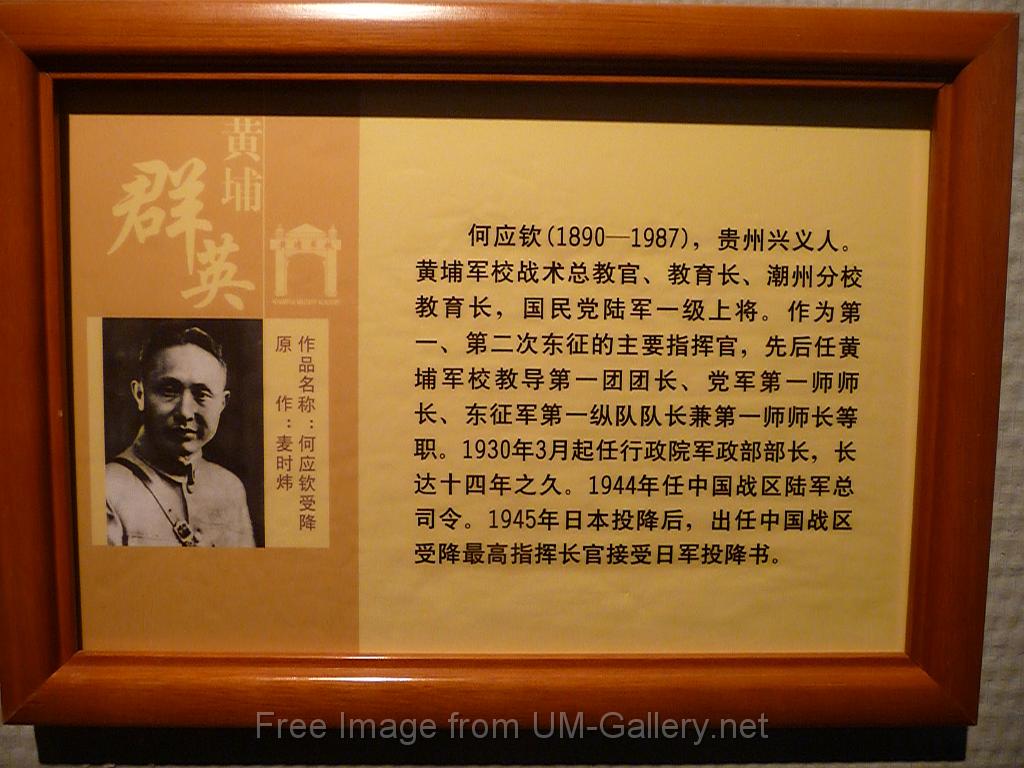 黄埔
群英
作品名称：何应钦受降
原　　作：麦时炜
何应钦(1890—1987)，贵州兴义人。
黄埔军校战术总教官、教育长、潮州分校
教育长，国民党陆军一级上将。作为第
一、第二次东征的主要指挥官，先后任黄
埔军校教导第一团团长、党军第一师师
长、东征军第一纵队队长兼第一师师长等
职。1930年3月起任行政院军政部部长，长
达十四年之久。1944年任中国战区陆军总
司令。1945年日本投降后，出任中国战区
受降最高指挥长官接受日军投降书。
Free Image from UM-Gallery.net